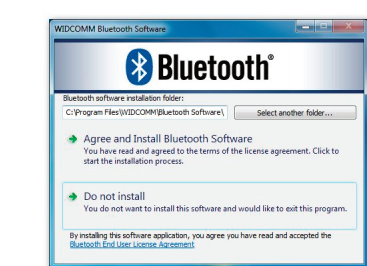 WIDCOMM Bluetooth Software
Bluetooth®
Bluetooth software installation folder:
C:\Program Files\WIDCOMM\Bluetooth Software\
Select another folder...
Agree and Install Bluetooth Software
You have read and agreed to the terms of the license agreement. Click to
start the installation process.
Do not install
You do not want to install this software and would like to exit this program.
By installing this software application, you agree you have read and accepted the
Bluetooth End User License Agreement